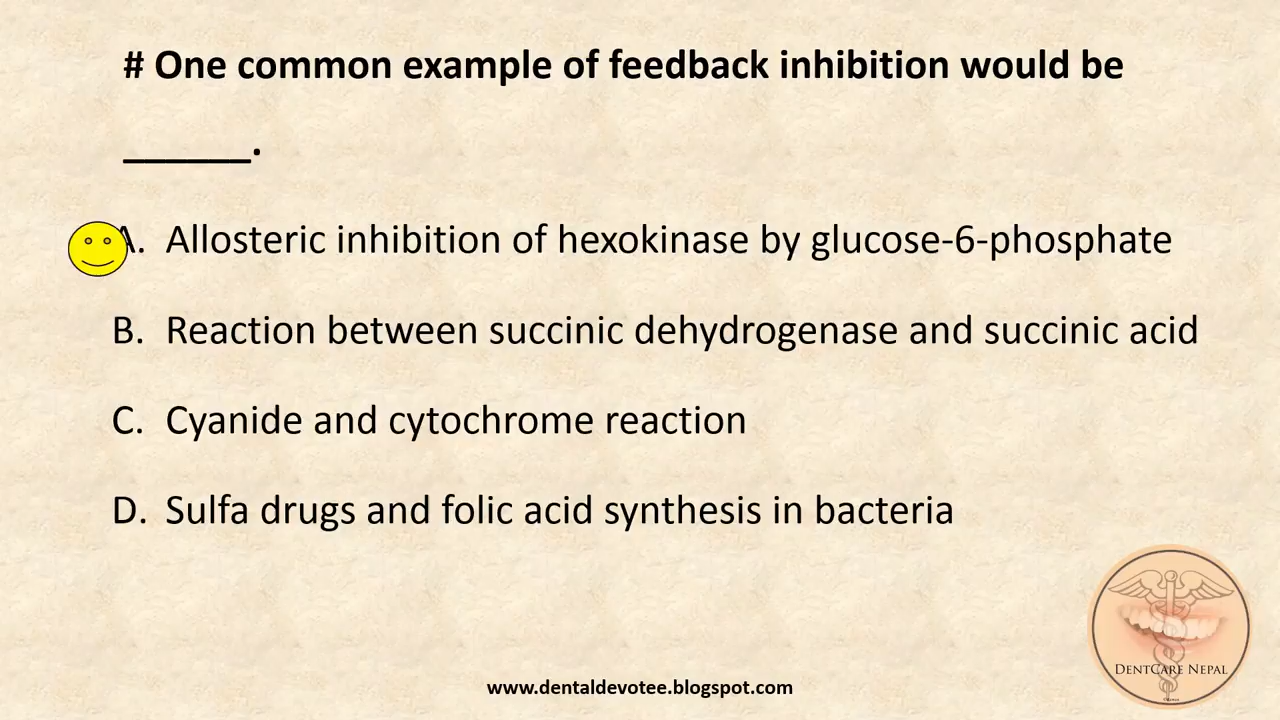 # One common example of feedback inhibition would be
______.
A. Allosteric inhibition of hexokinase by glucose-6-phosphate
B. Reaction between succinic dehydrogenase and succinic acid
C. Cyanide and cytochrome reaction
D. Sulfa drugs and folic acid synthesis in bacteria
DENTCARE NEPAL
www.dentaldevotee.blogspot.com